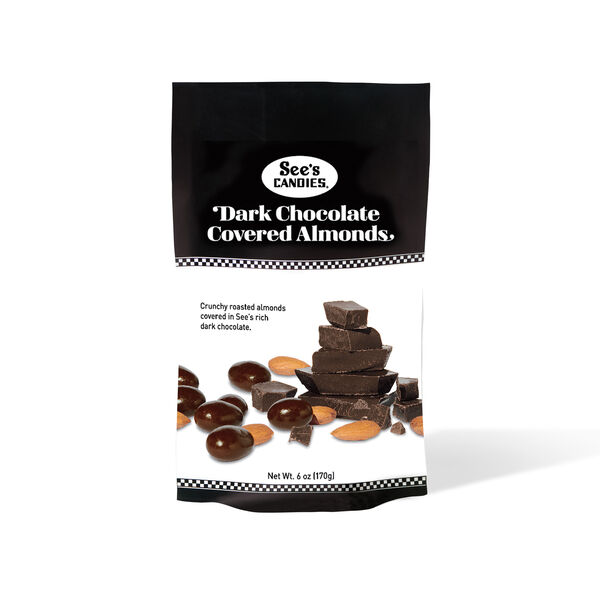 See's
CANDIES®
Dark Chocolate
Covered Almonds
Crunchy roasted almonds
covered in See's rich
dark chocolate.
Net Wt. 6 oz (170g)